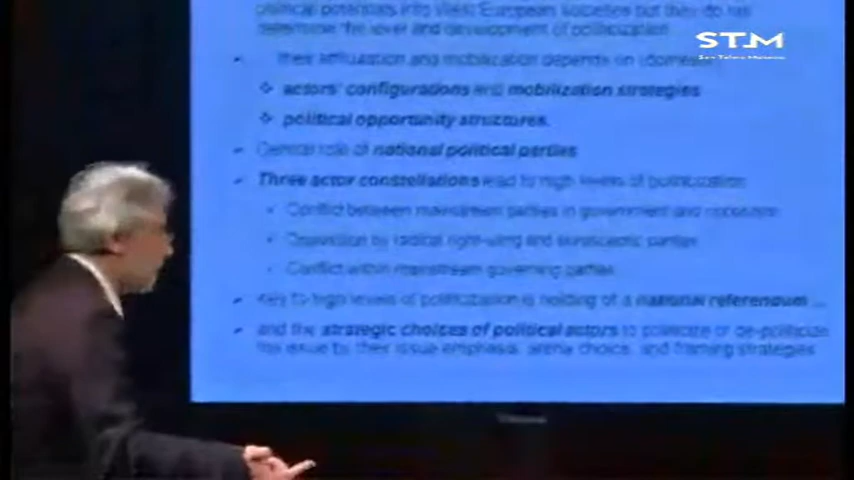 political potentials into West European societies but they do not
determine the level and development of politicization
STM
San Telmo Museoa
their articulation and mobilization depends on (domestic)
actors' configurations and mobilization strategies
political opportunity structures.
Central role of national political parties
Three actor constellations lead to high levels of politicization
Conflict between mainstream parties in government and opposition
Opposition by radical right-wing and euroskeptic parties
Conflict within mainstream governing parties
Key to high levels of politicization is holding of a national referendum ...
and the strategic choices of political actors to politicize or de-politicize
the issue by their issue emphasis, arena choice, and framing strategies